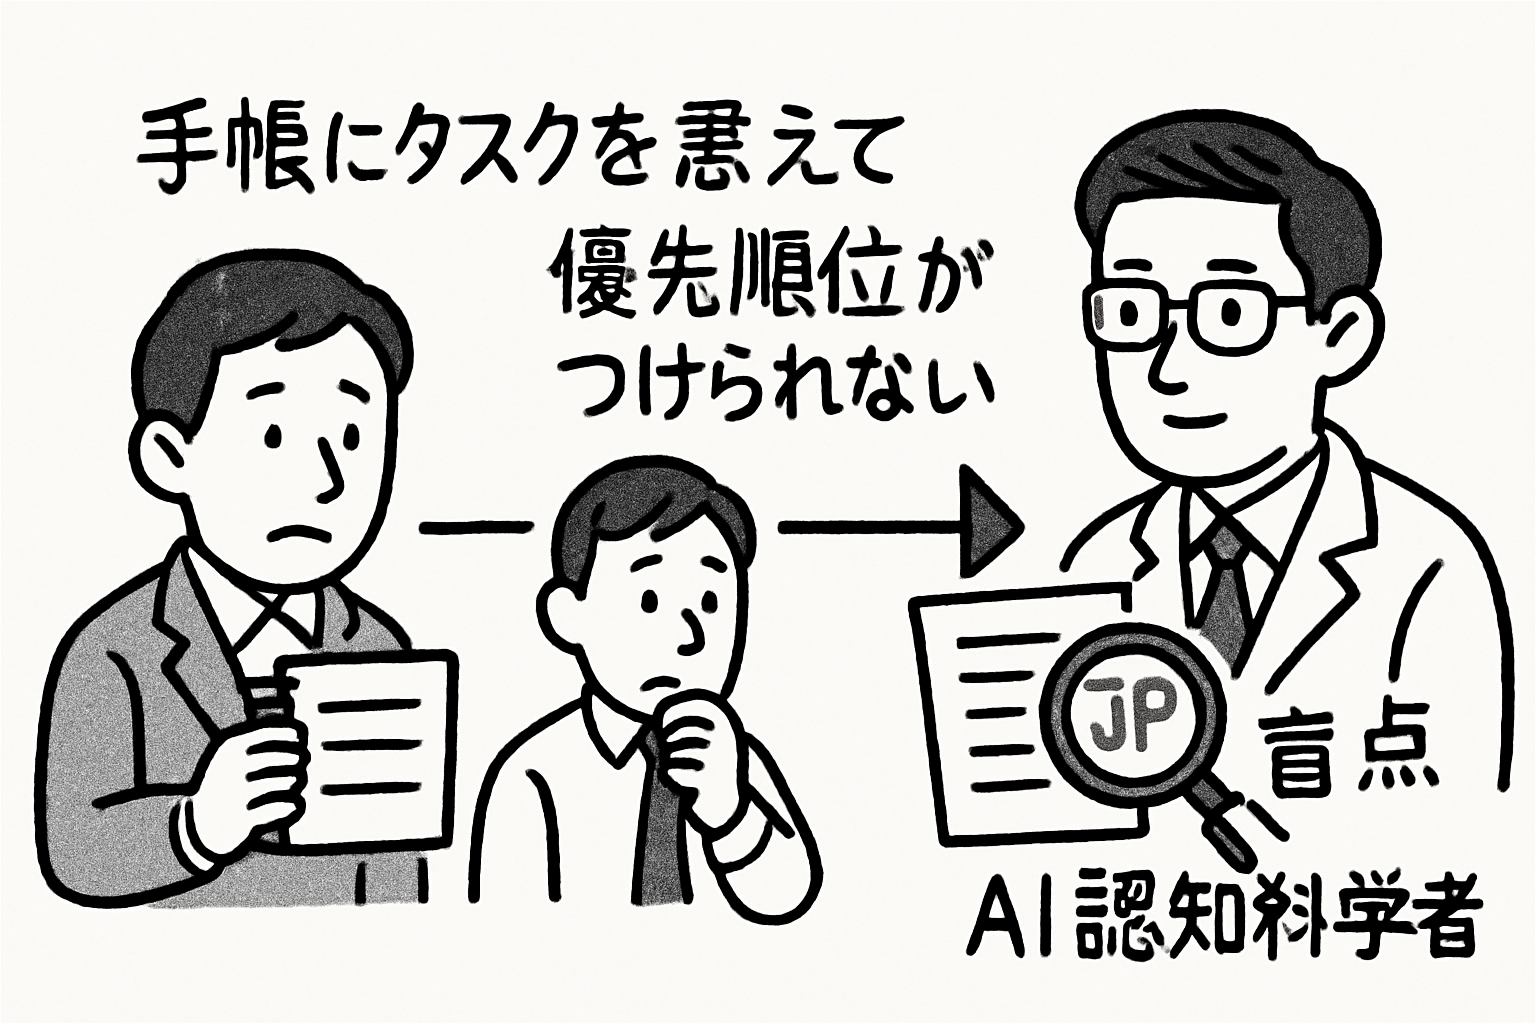 手帳にタスクを書えて
優先順位が
つけられない
JP
盲点
AI認知科学者